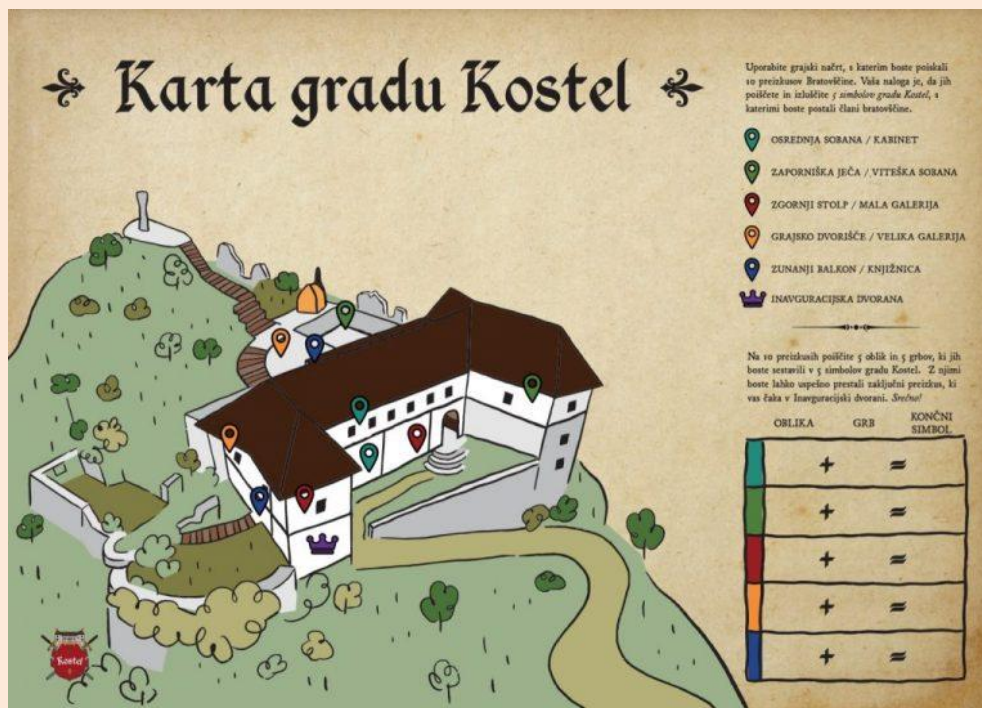 Karta gradu Kostel
Uporabite grajski načrt, s katerim boste poiskali
10 preizkusov Bratovščine. Vaša naloga je, da jih
poiščete in izluščite 5 simbolov gradu Kostel, s
katerimi boste postali člani bratovščine.
OSREDNJA SOBANA / KABINET
ZAPORNIŠKA JEČA / VITEŠKA SOBANA
ZGORNJI STOLP / MALA GALERIJA
GRAJSKO DVORIŠČE / VELIKA GALERIJA
ZUNANJI BALKON / KNJIŽNICA
INAVGURACIJSKA DVORANA
Na 10 preizkusih poiščite 5 oblik in 5 grbov, ki jih
boste sestavili v 5 simbolov gradu Kostel. Z njimi
boste lahko uspešno prestali zaključni preizkus, ki
vas čaka v Inavguracijski dvorani. Srečno!
OBLIKA GRB KONČNI
SIMBOL
+ =
+ =
+ =
+ =
+ =
Kostel